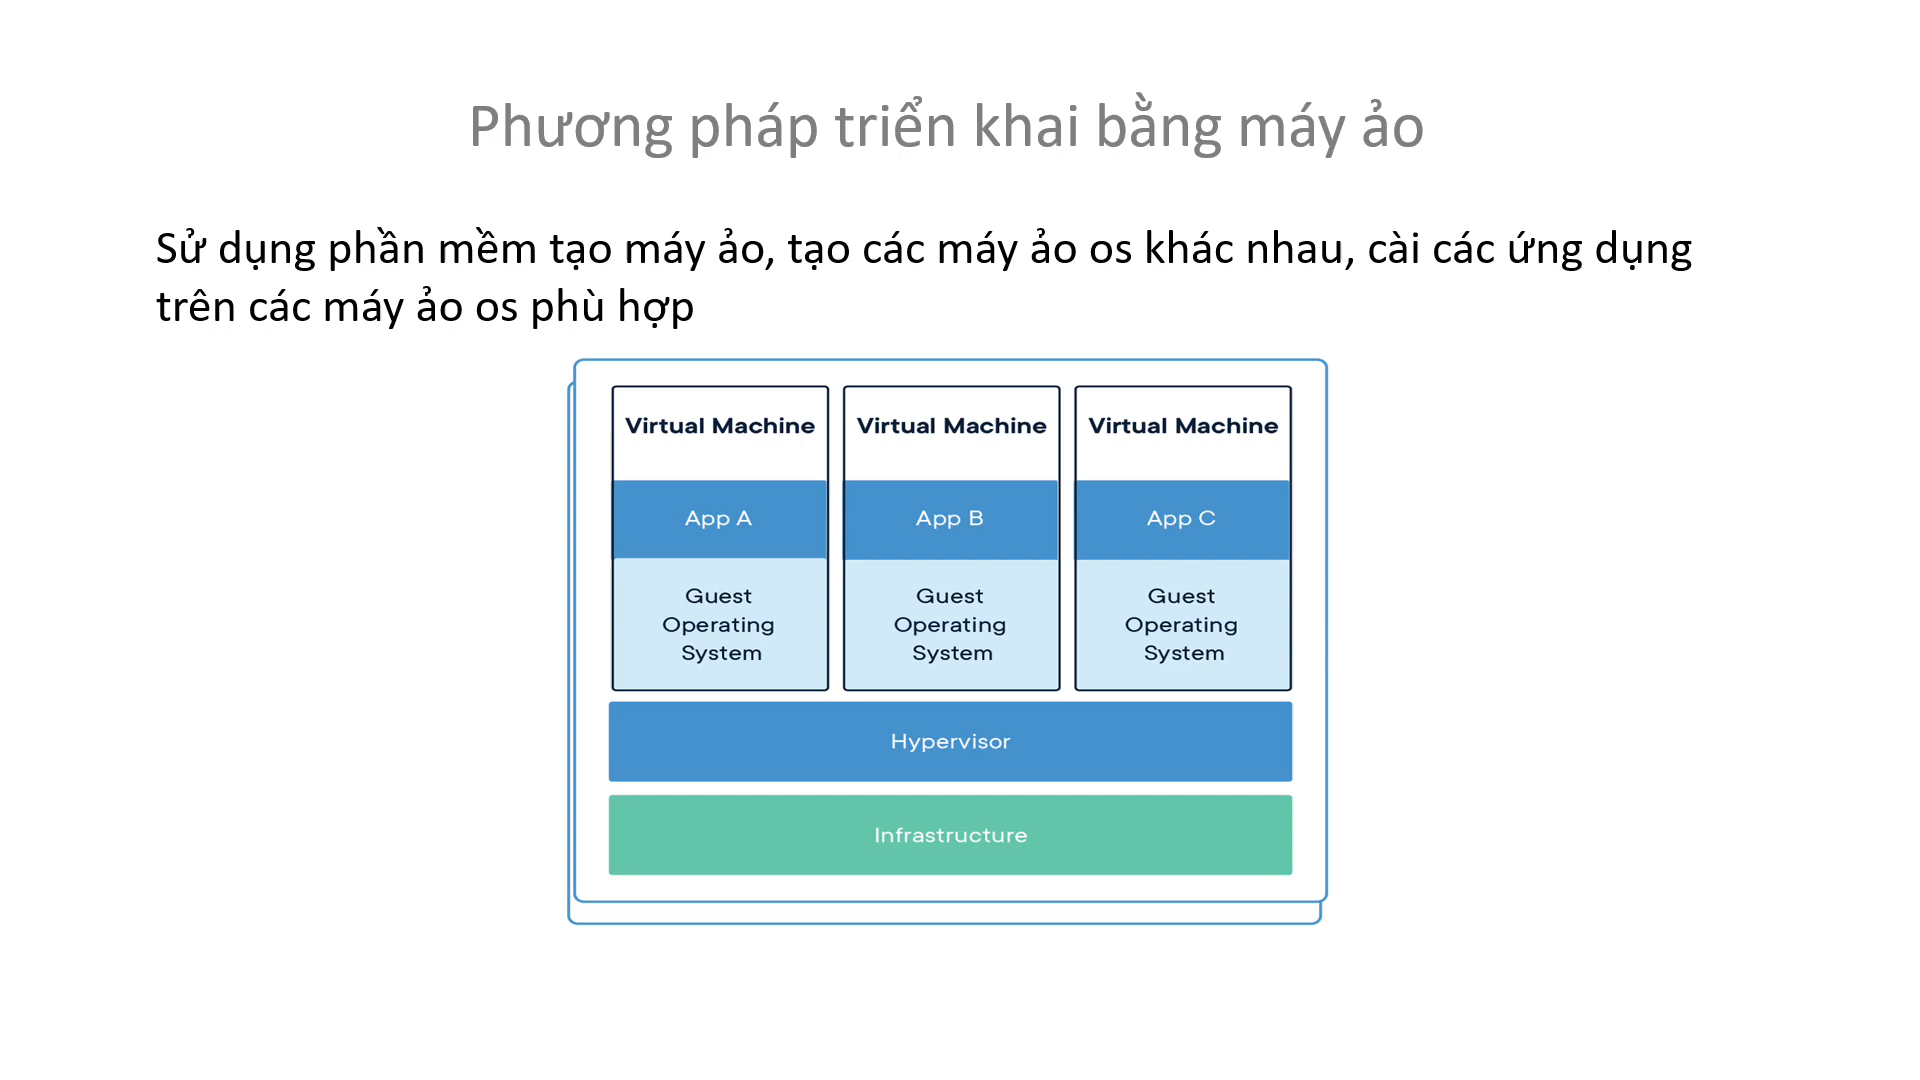 Phương pháp triển khai bằng máy ảo
Sử dụng phần mềm tạo máy ảo, tạo các máy ảo os khác nhau, cài các ứng dụng
trên các máy ảo os phù hợp
Virtual Machine
App A
Guest
Operating
System
Virtual Machine
App B
Guest
Operating
System
Virtual Machine
App C
Guest
Operating
System
Hypervisor
Infrastructure